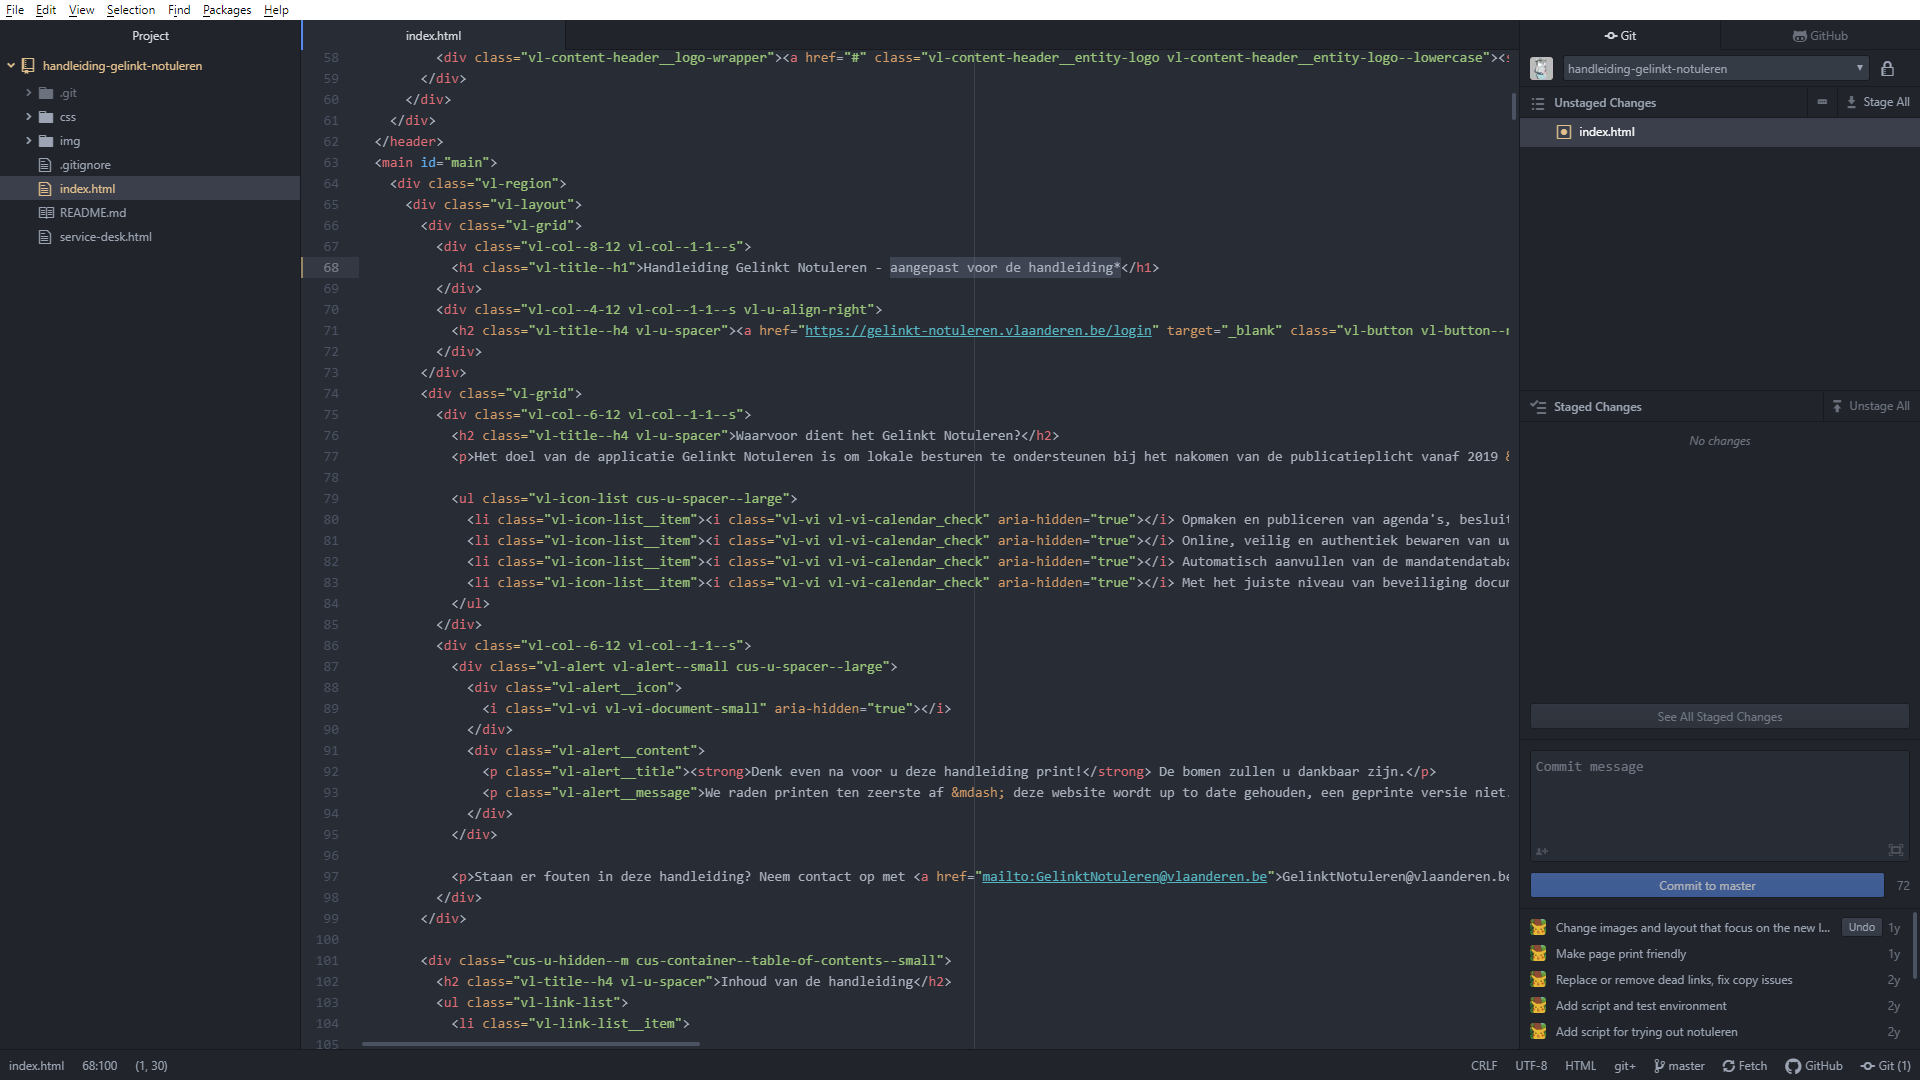 File Edit View Selection Find Packages Help
Project
handleiding-gelinkt-notuleren
.git
css
img
.gitignore
index.html
README.md
service-desk.html
index.html
58 <div class="vl-content-header__logo-wrapper"><a href="#" class="vl-content-header__entity-logo vl-content-header__entity-logo--lowercase"><s
59 </div>
60 </div>
61 </div>
62 </header>
63 <main id="main">
64 <div class="vl-region">
65 <div class="vl-layout">
66 <div class="vl-grid">
67 <div class="vl-col--8-12 vl-col--1-1--s">
68 <h1 class="vl-title--h1">Handleiding Gelinkt Notuleren - aangepast voor de handleiding*</h1>
69 </div>
70 <div class="vl-col--4-12 vl-col--1-1--s vl-u-align-right">
71 <h2 class="vl-title--h4 vl-u-spacer"><a href="https://gelinkt-notuleren.vlaanderen.be/login" target="_blank" class="vl-button vl-button--n
72 </div>
73 </div>
74 <div class="vl-grid">
75 <div class="vl-col--6-12 vl-col--1-1--s">
76 <h2 class="vl-title--h4 vl-u-spacer">Waarvoor dient het Gelinkt Notuleren?</h2>
77 <p>Het doel van de applicatie Gelinkt Notuleren is om lokale besturen te ondersteunen bij het nakomen van de publicatieplicht vanaf 2019 &
78
79 <ul class="vl-icon-list cus-u-spacer--large">
80 <li class="vl-icon-list__item"><i class="vl-vi vl-vi-calendar_check" aria-hidden="true"></i> Opmaken en publiceren van agenda's, besluit
81 <li class="vl-icon-list__item"><i class="vl-vi vl-vi-calendar_check" aria-hidden="true"></i> Online, veilig en authentiek bewaren van uw
82 <li class="vl-icon-list__item"><i class="vl-vi vl-vi-calendar_check" aria-hidden="true"></i> Automatisch aanvullen van de mandatendataba
83 <li class="vl-icon-list__item"><i class="vl-vi vl-vi-calendar_check" aria-hidden="true"></i> Met het juiste niveau van beveiliging docum
84 </ul>
85 </div>
86 <div class="vl-col--6-12 vl-col--1-1--s">
87 <div class="vl-alert vl-alert--small cus-u-spacer--large">
88 <div class="vl-alert__icon">
89 <i class="vl-vi vl-vi-document-small" aria-hidden="true"></i>
90 </div>
91 <div class="vl-alert__content">
92 <p class="vl-alert__title"><strong>Denk even na voor u deze handleiding print!</strong> De bomen zullen u dankbaar zijn.</p>
93 <p class="vl-alert__message">We raden printen ten zeerste af &mdash; deze website wordt up to date gehouden, een geprinte versie niet.
94 </div>
95 </div>
96
97 <p>Staan er fouten in deze handleiding? Neem contact op met <a href="mailto:GelinktNotuleren@vlaanderen.be">GelinktNotuleren@vlaanderen.be
98 </div>
99 </div>
100
101 <div class="cus-u-hidden--m cus-container--table-of-contents--small">
102 <h2 class="vl-title--h4 vl-u-spacer">Inhoud van de handleiding</h2>
103 <ul class="vl-link-list">
104 <li class="vl-link-list__item">
105
Git GitHub
handleiding-gelinkt-notuleren
Unstaged Changes Stage All
index.html
Staged Changes Unstage All
No changes
See All Staged Changes
Commit message
Commit to master 72
Change images and layout that focus on the new l... Undo 1y
Make page print friendly 1y
Replace or remove dead links, fix copy issues 2y
Add script and test environment 2y
Add script for trying out notuleren 2y
index.html 68:100 (1, 30) CRLF UTF-8 HTML git+ master Fetch GitHub Git (1)